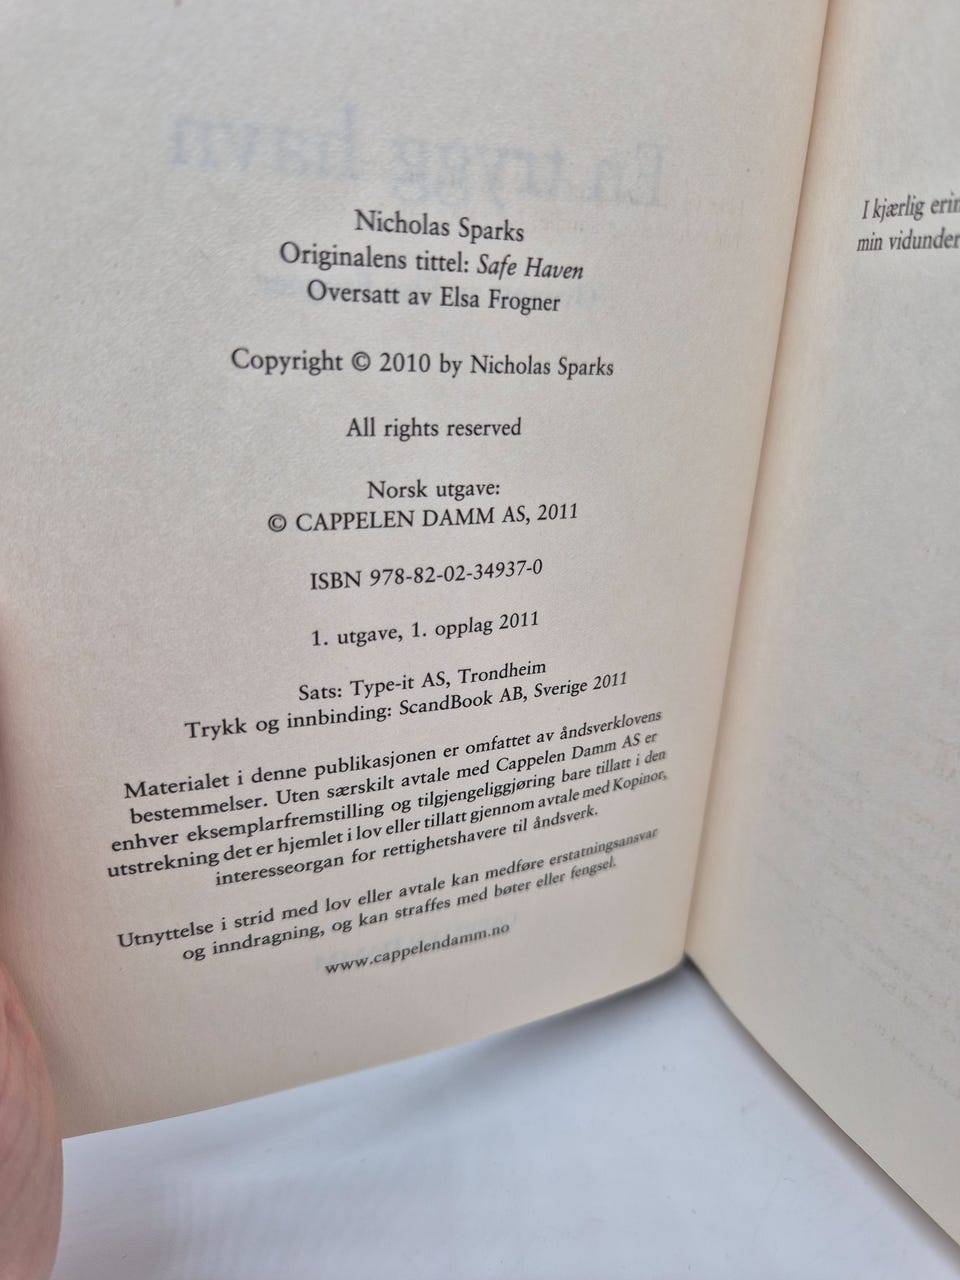 En trygg havn
Nicholas Sparks
Originalens tittel: Safe Haven
Oversatt av Elsa Frogner
Copyright © 2010 by Nicholas Sparks
All rights reserved
Norsk utgave:
© CAPPELEN DAMM AS, 2011
ISBN 978-82-02-34937-0
1. utgave, 1. opplag 2011
Sats: Type-it AS, Trondheim
Trykk og innbinding: ScandBook AB, Sverige 2011
Materialet i denne publikasjonen er omfattet av åndsverklovens
bestemmelser. Uten særskilt avtale med Cappelen Damm AS er
enhver eksemplarfremstilling og tilgjengeliggjøring bare tillatt i den
utstrekning det er hjemlet i lov eller tillatt gjennom avtale med Kopinor,
interesseorgan for rettighetshavere til åndsverk.
Utnyttelse i strid med lov eller avtale kan medføre erstatningsansvar
og inndragning, og kan straffes med bøter eller fengsel.
www.cappelendamm.no
I kjærlig
min